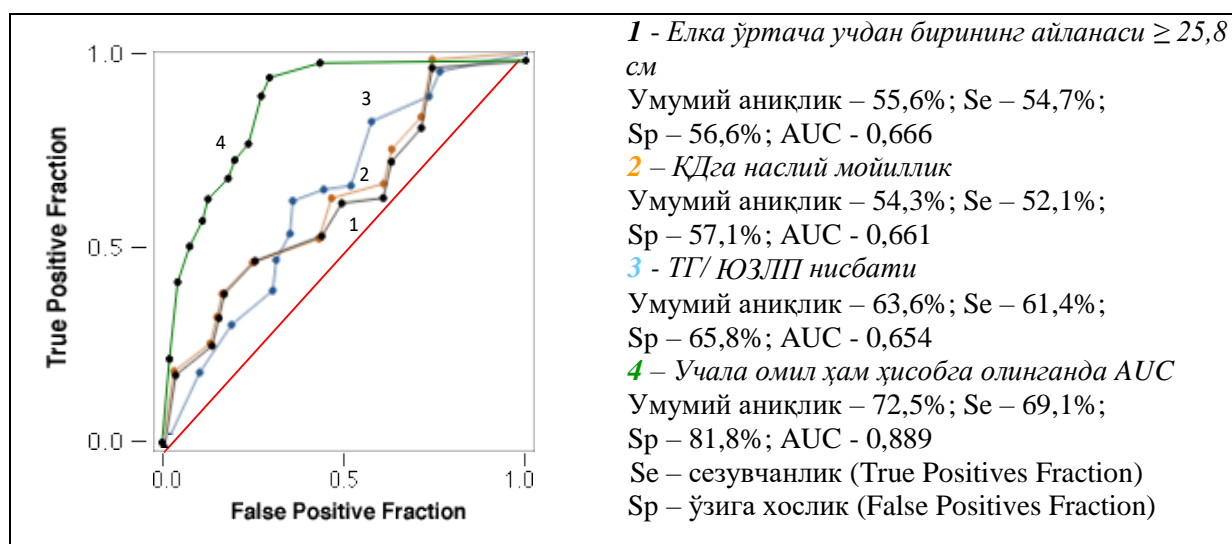 1.0
0.5
0.0
0.0
0.5
1.0
True Positive Fraction
False Positive Fraction
4
3
2
1
1 - Елка ўртача учдан бирининг айланаси ≥ 25,8
см
Умумий аниқлик – 55,6%; Se – 54,7%;
Sp – 56,6%; AUC - 0,666
2 – ҚДга наслий мойиллик
Умумий аниқлик – 54,3%; Se – 52,1%;
Sp – 57,1%; AUC - 0,661
3 - ТГ/ ЮЗЛП нисбати
Умумий аниқлик – 63,6%; Se – 61,4%;
Sp – 65,8%; AUC - 0,654
4 – Учала омил ҳам ҳисобга олинганда AUC
Умумий аниқлик – 72,5%; Se – 69,1%;
Sp – 81,8%; AUC - 0,889
Se – сезувчанлик (True Positives Fraction)
Sp – ўзига хослик (False Positives Fraction)